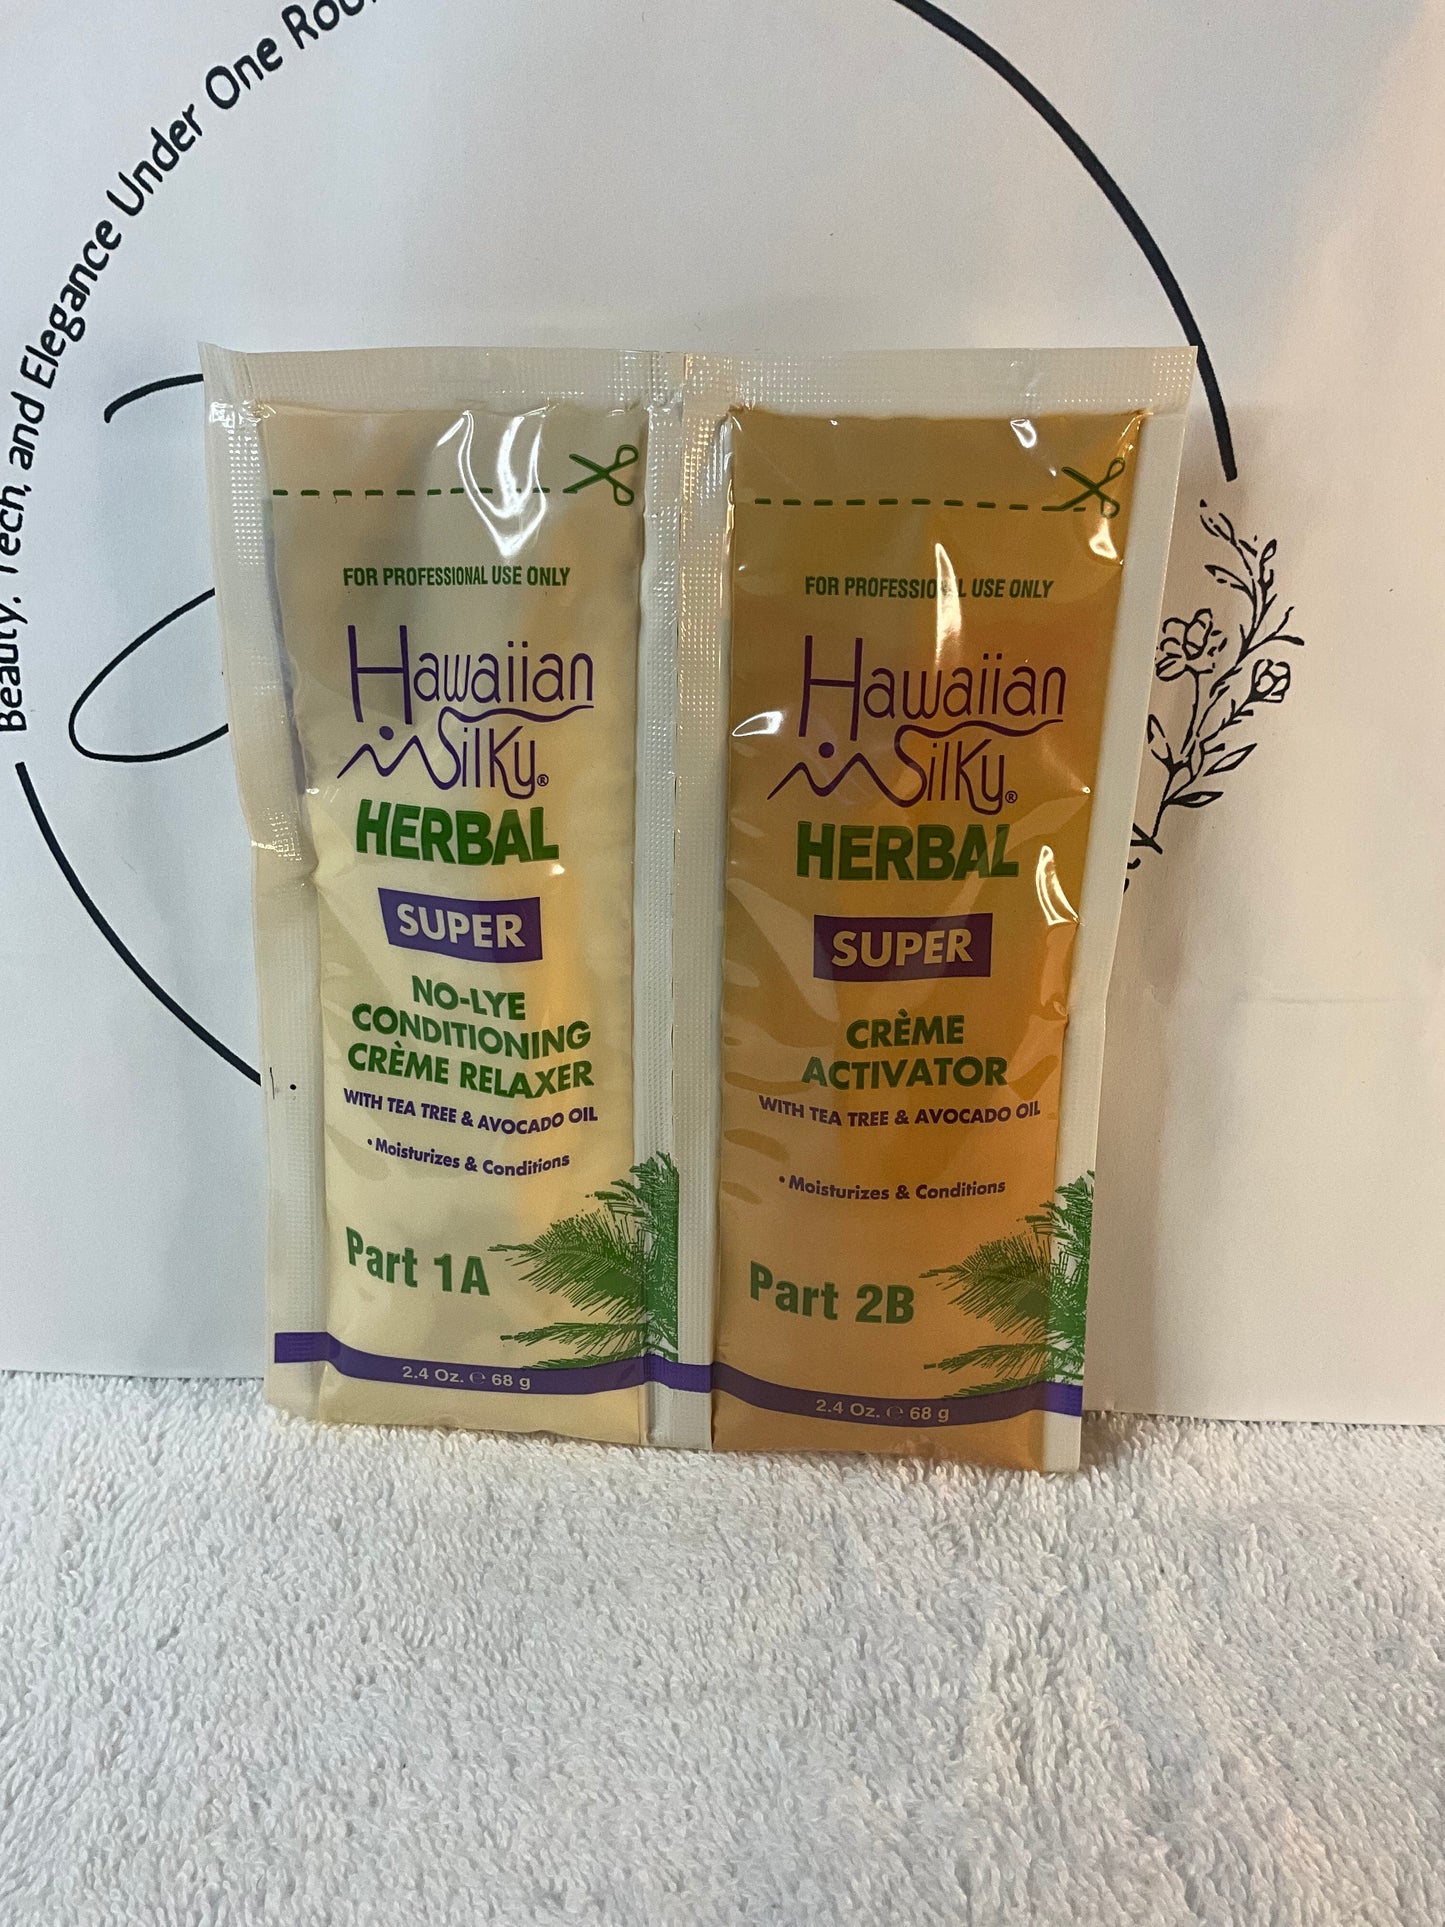 Beauty, Tech, and Elegance Under One
FOR PROFESSIONAL USE ONLY
Hawaiian
Silky®
HERBAL
SUPER
NO-LYE
CONDITIONING
CRÈME RELAXER
WITH TEA TREE & AVOCADO OIL
• Moisturizes & Conditions
Part 1A
2.4 Oz. ℮ 68 g
FOR PROFESSIONAL USE ONLY
Hawaiian
Silky®
HERBAL
SUPER
CRÈME
ACTIVATOR
WITH TEA TREE & AVOCADO OIL
• Moisturizes & Conditions
Part 2B
2.4 Oz. ℮ 68 g